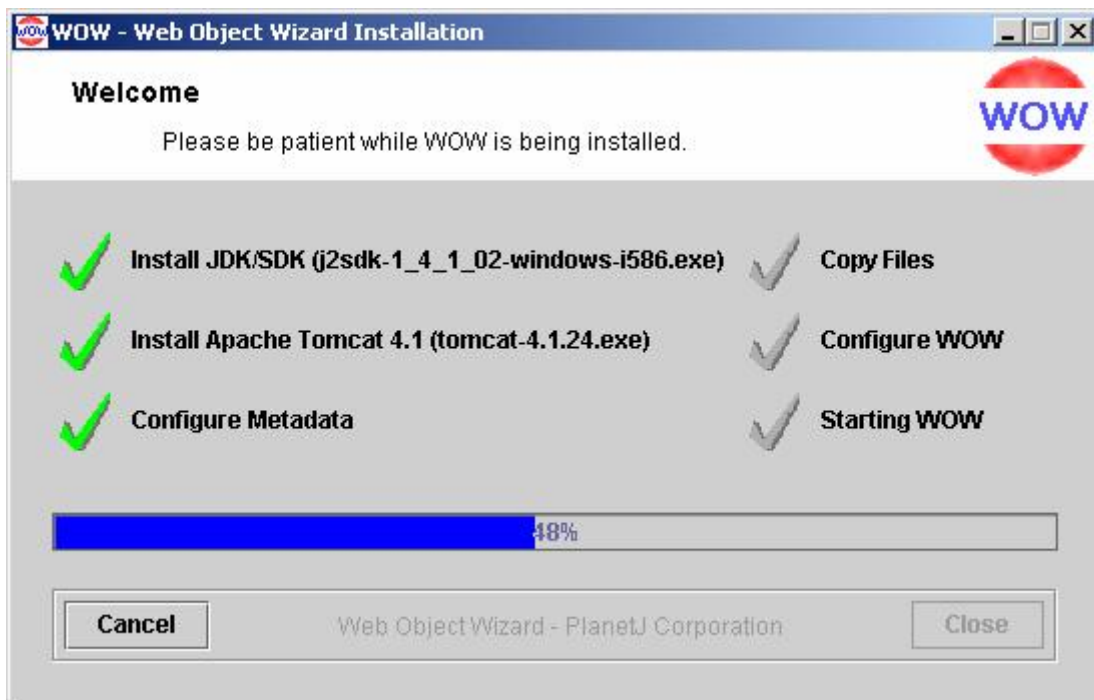 WOW - Web Object Wizard Installation
Welcome
WOW
Please be patient while WOW is being installed.
Install JDK/SDK (j2sdk-1_4_1_02-windows-i586.exe)
Copy Files
Install Apache Tomcat 4.1 (tomcat-4.1.24.exe)
Configure WOW
Configure Metadata
Starting WOW
48%
Cancel
Web Object Wizard - PlanetJ Corporation
Close